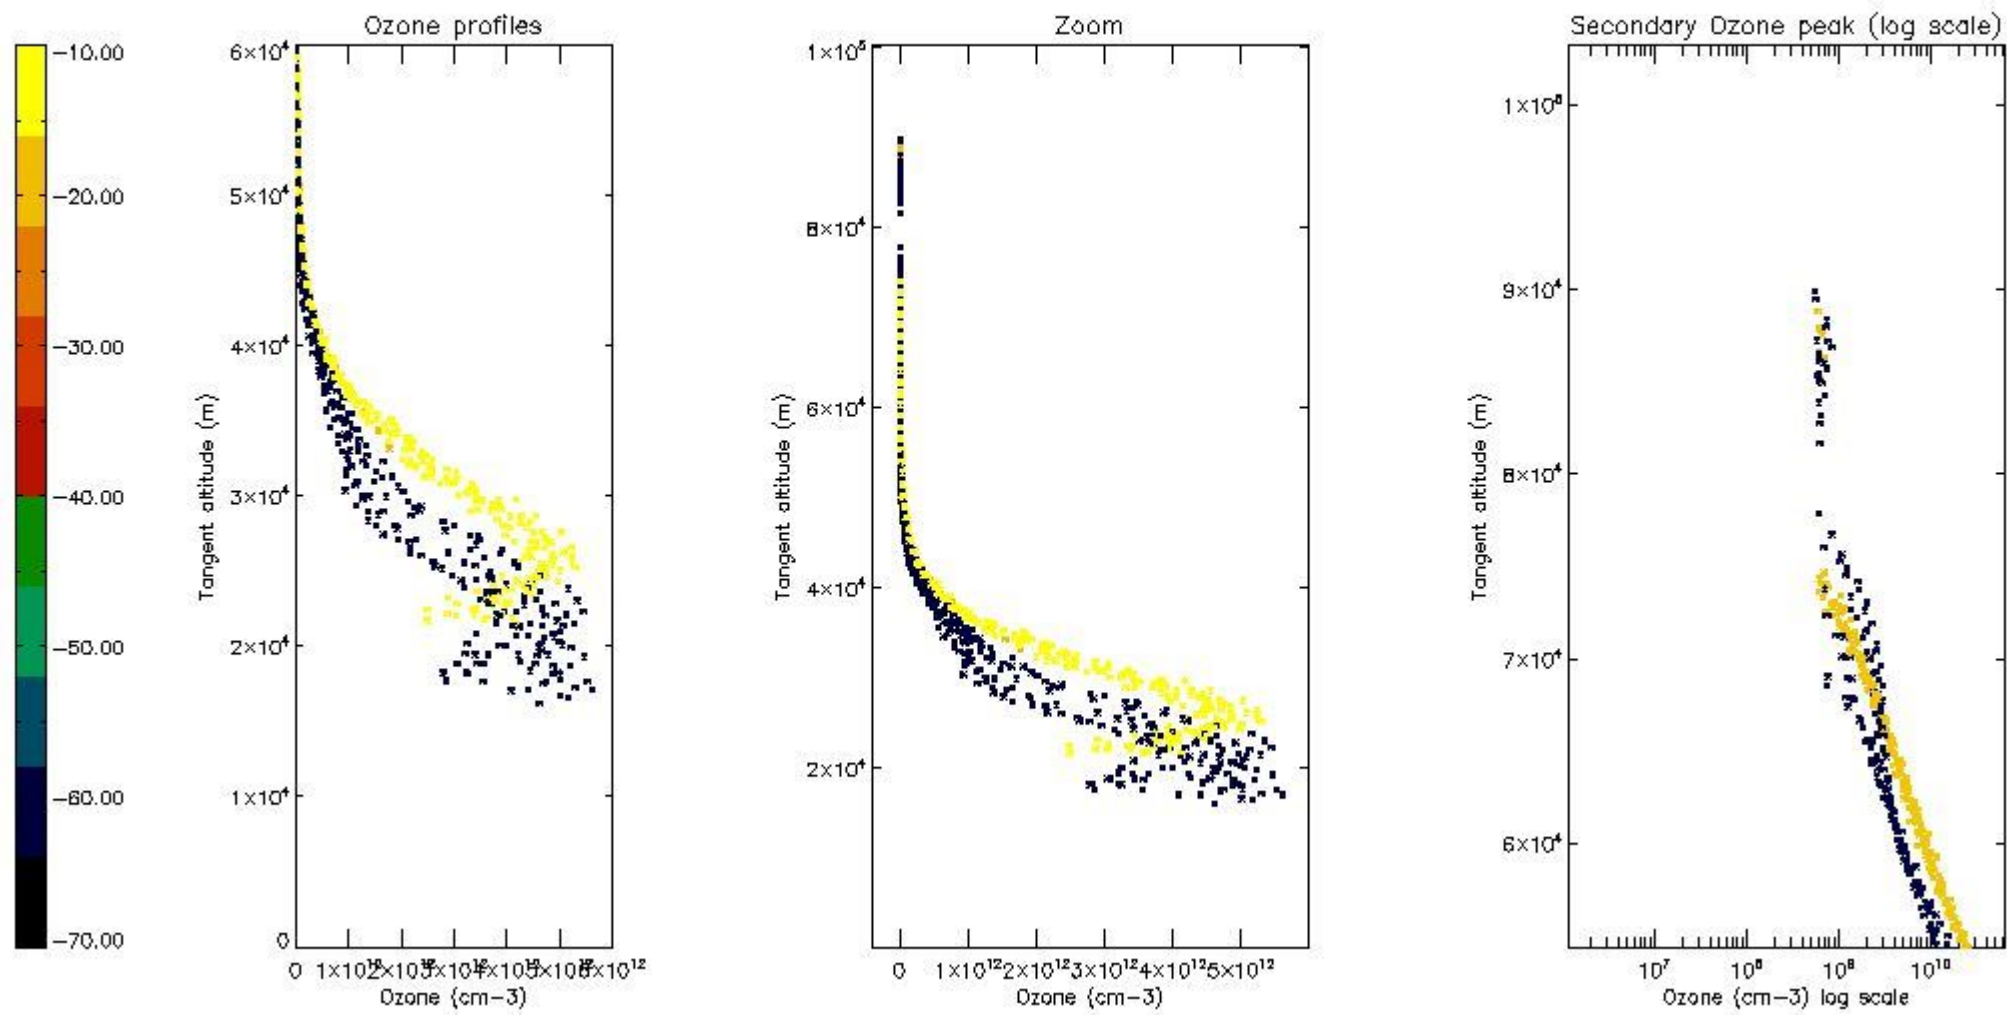 Ozone profiles
Zoom
Secondary Ozone peak (log scale)
−10.00
−20.00
−30.00
−40.00
−50.00
−60.00
−70.00
6×10⁴
5×10⁴
4×10⁴
3×10⁴
2×10⁴
1×10⁴
0
Tangent altitude (m)
0 1×10¹²
Ozone (cm−3)
1×10⁵
8×10⁴
6×10⁴
4×10⁴
2×10⁴
Tangent altitude (m)
0 1×10¹² 2×10¹² 3×10¹² 4×10¹² 5×10¹²
Ozone (cm−3)
9×10⁴
8×10⁴
7×10⁴
6×10⁴
Tangent altitude (m)
10⁷ 10⁸ 10⁹ 10¹⁰
Ozone (cm−3) log scale